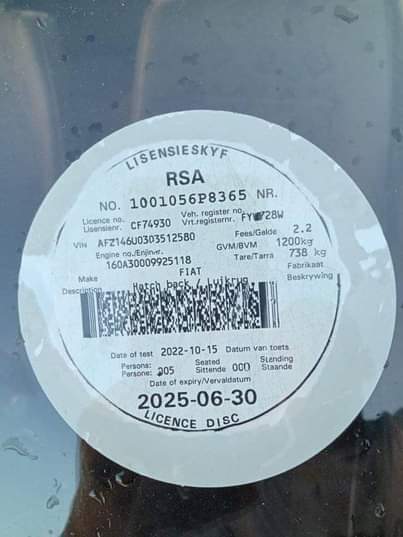 LISENSIESKYF
RSA
NO. 1001056P8365 NR.
Licence no. CF74930 Veh. register no.
Lisensienr. Vrt.registernr.
VIN AFZ146U0303512580 Fees/Gelde 2.2
Engine no./Enjinnr. GVM/BVM 1200kg
160A30009925118 Tare/Tarra 738 kg
Make FIAT Fabrikaat
Description Hatch back / Luikrug Beskrywing
Date of test 2022-10-15 Datum van toets
Persons: 005 Seated 000 Standing
Persone: Sittende Staande
Date of expiry/Vervaldatum
2025-06-30
LICENCE DISC